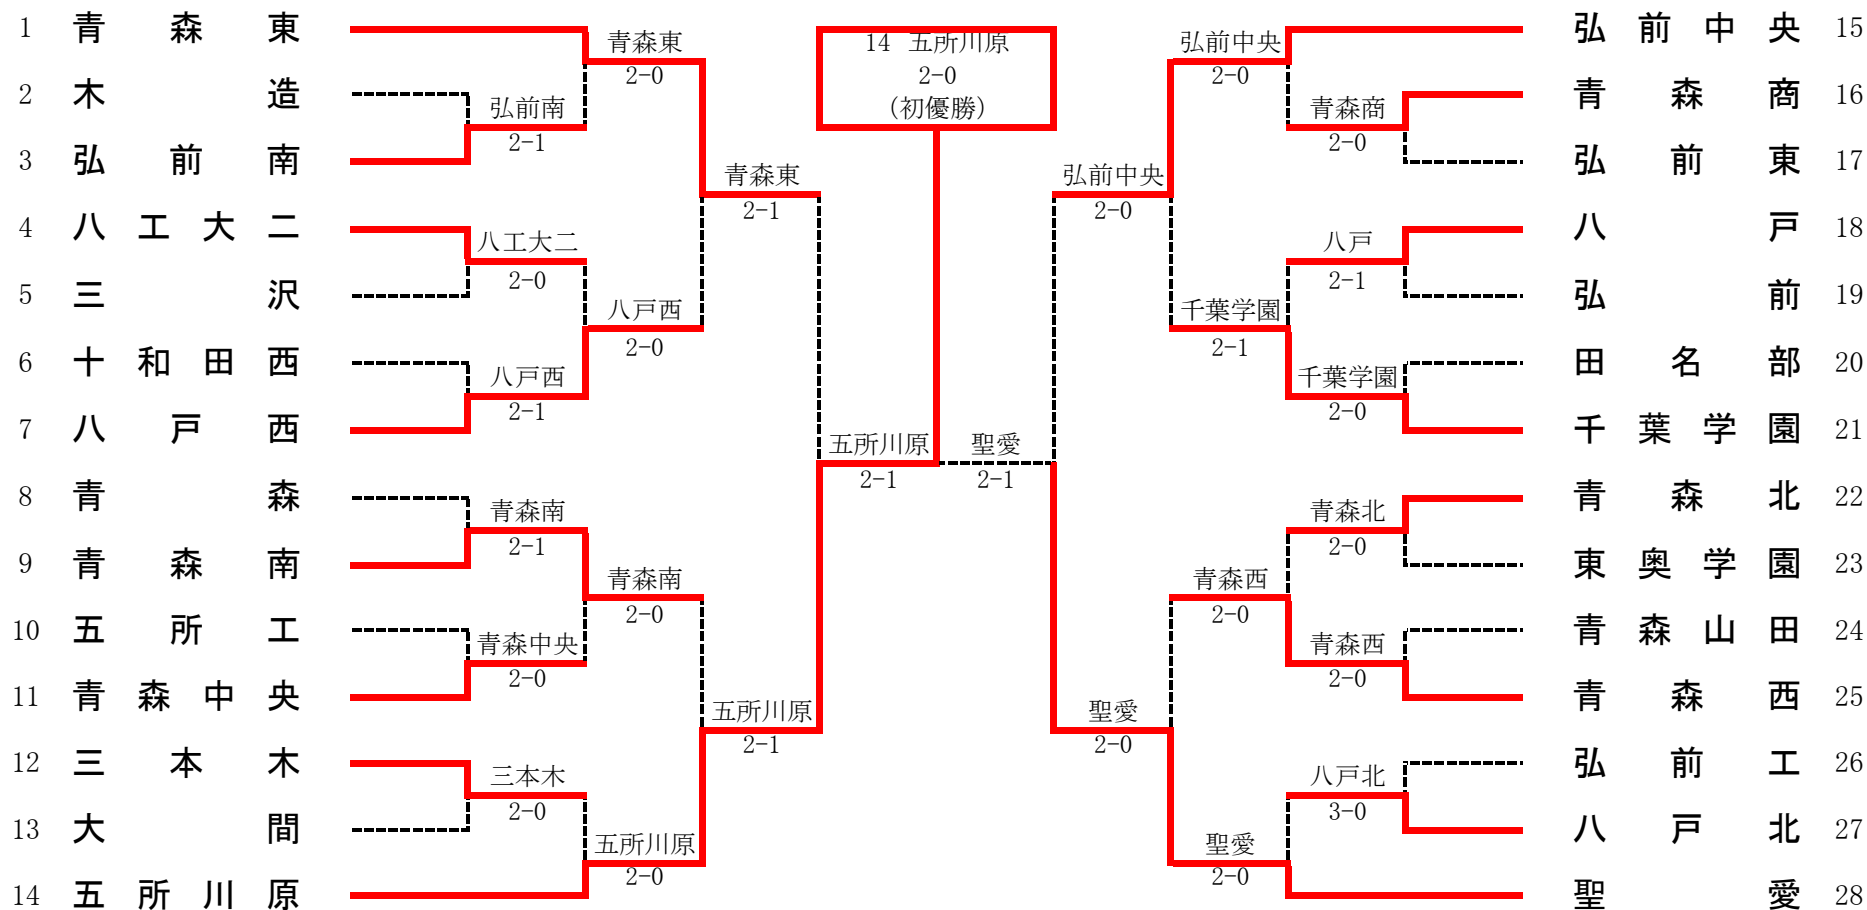 1 青森東
2 木造
3 弘前南
4 八工大二
5 三沢
6 十和田西
7 八戸西
8 青森
9 青森南
10 五所工
11 青森中央
12 三本木
13 大間
14 五所川原
弘前南
2-1
八工大二
2-0
八戸西
2-1
青森南
2-1
青森中央
2-0
三本木
2-0
青森東
2-0
八戸西
2-0
青森南
2-0
五所川原
2-0
青森東
2-1
五所川原
2-1
五所川原
2-1
14 五所川原
2-0
(初優勝)
聖愛
2-1
弘前中央
2-0
聖愛
2-0
弘前中央
2-0
千葉学園
2-1
青森西
2-0
聖愛
2-0
青森商
2-0
八戸
2-1
千葉学園
2-0
青森北
2-0
青森西
2-0
八戸北
3-0
弘前中央 15
青森商 16
弘前東 17
八戸 18
弘前 19
田名部 20
千葉学園 21
青森北 22
東奥学園 23
青森山田 24
青森西 25
弘前工 26
八戸北 27
聖愛 28